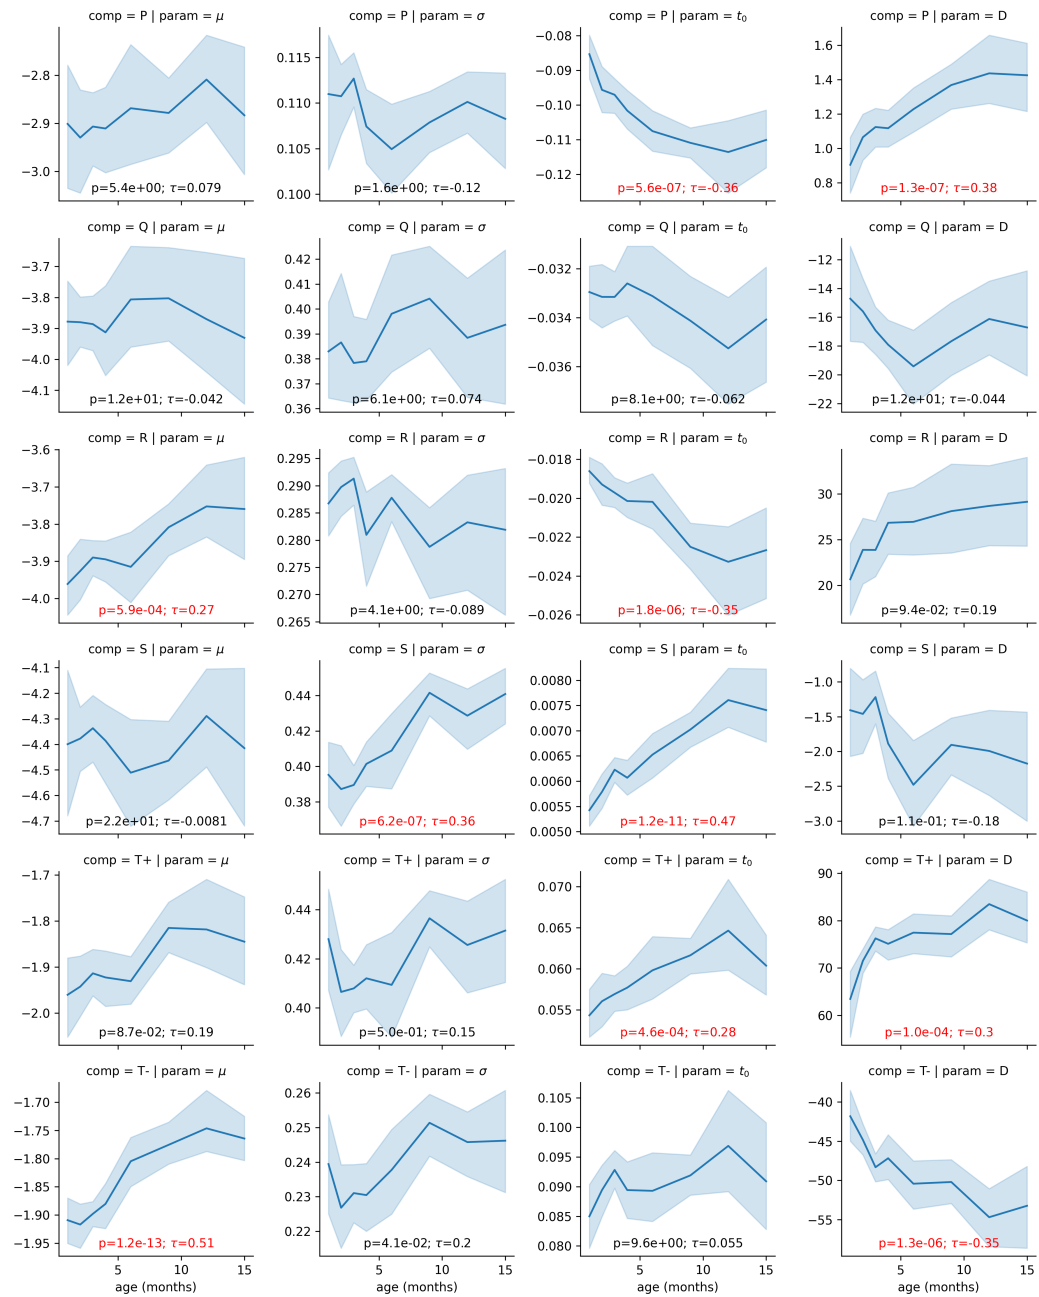 comp = P | param = μ
comp = P | param = σ
comp = P | param = t₀
comp = P | param = D
−2.8
−2.9
−3.0
p=5.4e+00; τ=0.079
0.115
0.110
0.105
0.100
p=1.6e+00; τ=-0.12
−0.08
−0.09
−0.10
−0.11
−0.12
p=5.6e-07; τ=-0.36
1.6
1.4
1.2
1.0
0.8
p=1.3e-07; τ=0.38
comp = Q | param = μ
comp = Q | param = σ
comp = Q | param = t₀
comp = Q | param = D
−3.7
−3.8
−3.9
−4.0
−4.1
p=1.2e+01; τ=-0.042
0.42
0.41
0.40
0.39
0.38
0.37
0.36
p=6.1e+00; τ=0.074
−0.032
−0.034
−0.036
p=8.1e+00; τ=-0.062
−12
−14
−16
−18
−20
−22
p=1.2e+01; τ=-0.044
comp = R | param = μ
comp = R | param = σ
comp = R | param = t₀
comp = R | param = D
−3.6
−3.7
−3.8
−3.9
−4.0
p=5.9e-04; τ=0.27
0.295
0.290
0.285
0.280
0.275
0.270
0.265
p=4.1e+00; τ=-0.089
−0.018
−0.020
−0.022
−0.024
−0.026
p=1.8e-06; τ=-0.35
30
25
20
p=9.4e-02; τ=0.19
comp = S | param = μ
comp = S | param = σ
comp = S | param = t₀
comp = S | param = D
−4.1
−4.2
−4.3
−4.4
−4.5
−4.6
−4.7
p=2.2e+01; τ=-0.0081
0.44
0.42
0.40
0.38
p=6.2e-07; τ=0.36
0.0080
0.0075
0.0070
0.0065
0.0060
0.0055
0.0050
p=1.2e-11; τ=0.47
−1.0
−1.5
−2.0
−2.5
−3.0
p=1.1e-01; τ=-0.18
comp = T+ | param = μ
comp = T+ | param = σ
comp = T+ | param = t₀
comp = T+ | param = D
−1.7
−1.8
−1.9
−2.0
p=8.7e-02; τ=0.19
0.44
0.42
0.40
p=5.0e-01; τ=0.15
0.070
0.065
0.060
0.055
p=4.6e-04; τ=0.28
90
80
70
60
p=1.0e-04; τ=0.3
comp = T- | param = μ
comp = T- | param = σ
comp = T- | param = t₀
comp = T- | param = D
−1.70
−1.75
−1.80
−1.85
−1.90
−1.95
p=1.2e-13; τ=0.51
5
10
15
age (months)
0.26
0.25
0.24
0.23
0.22
p=4.1e-02; τ=0.2
5
10
15
age (months)
0.105
0.100
0.095
0.090
0.085
0.080
p=9.6e+00; τ=0.055
5
10
15
age (months)
−40
−45
−50
−55
p=1.3e-06; τ=-0.35
5
10
15
age (months)